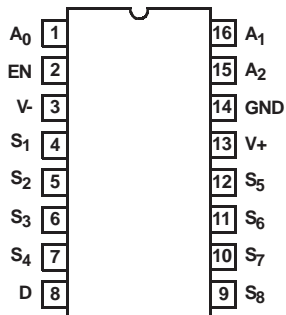 A0 1 16 A1
EN 2 15 A2
V- 3 14 GND
S1 4 13 V+
S2 5 12 S5
S3 6 11 S6
S4 7 10 S7
D 8 9 S8